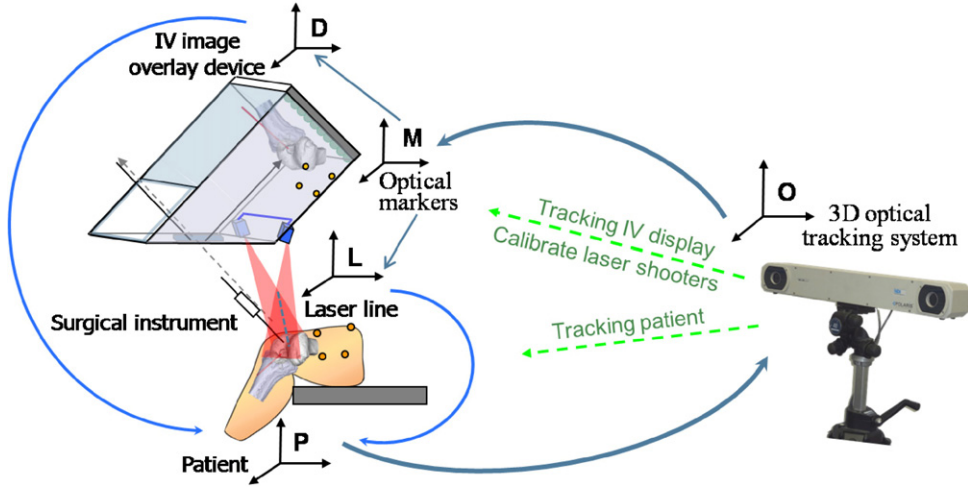 D
IV image
overlay device
M
Optical
markers
O
3D optical
tracking system
Tracking IV display
Calibrate laser shooters
L
Laser line
Surgical instrument
Tracking patient
P
Patient